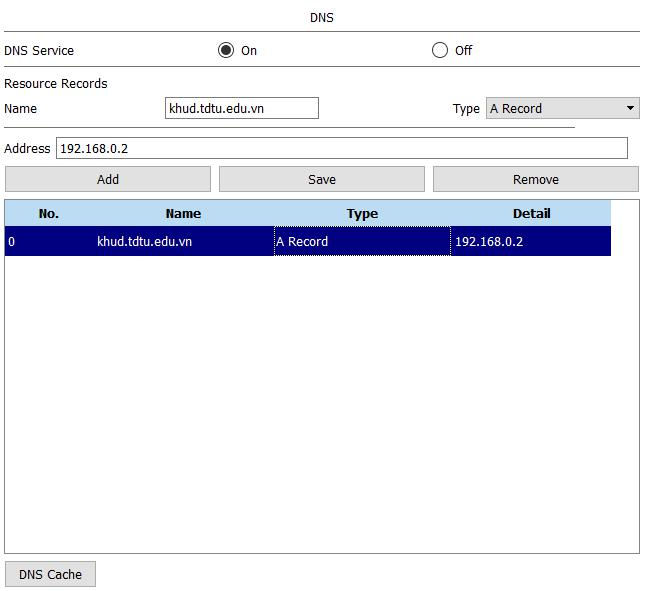 DNS
DNS Service On Off
Resource Records
Name khud.tdtu.edu.vn Type A Record
Address 192.168.0.2
Add Save Remove
No. Name Type Detail
0 khud.tdtu.edu.vn A Record 192.168.0.2
DNS Cache